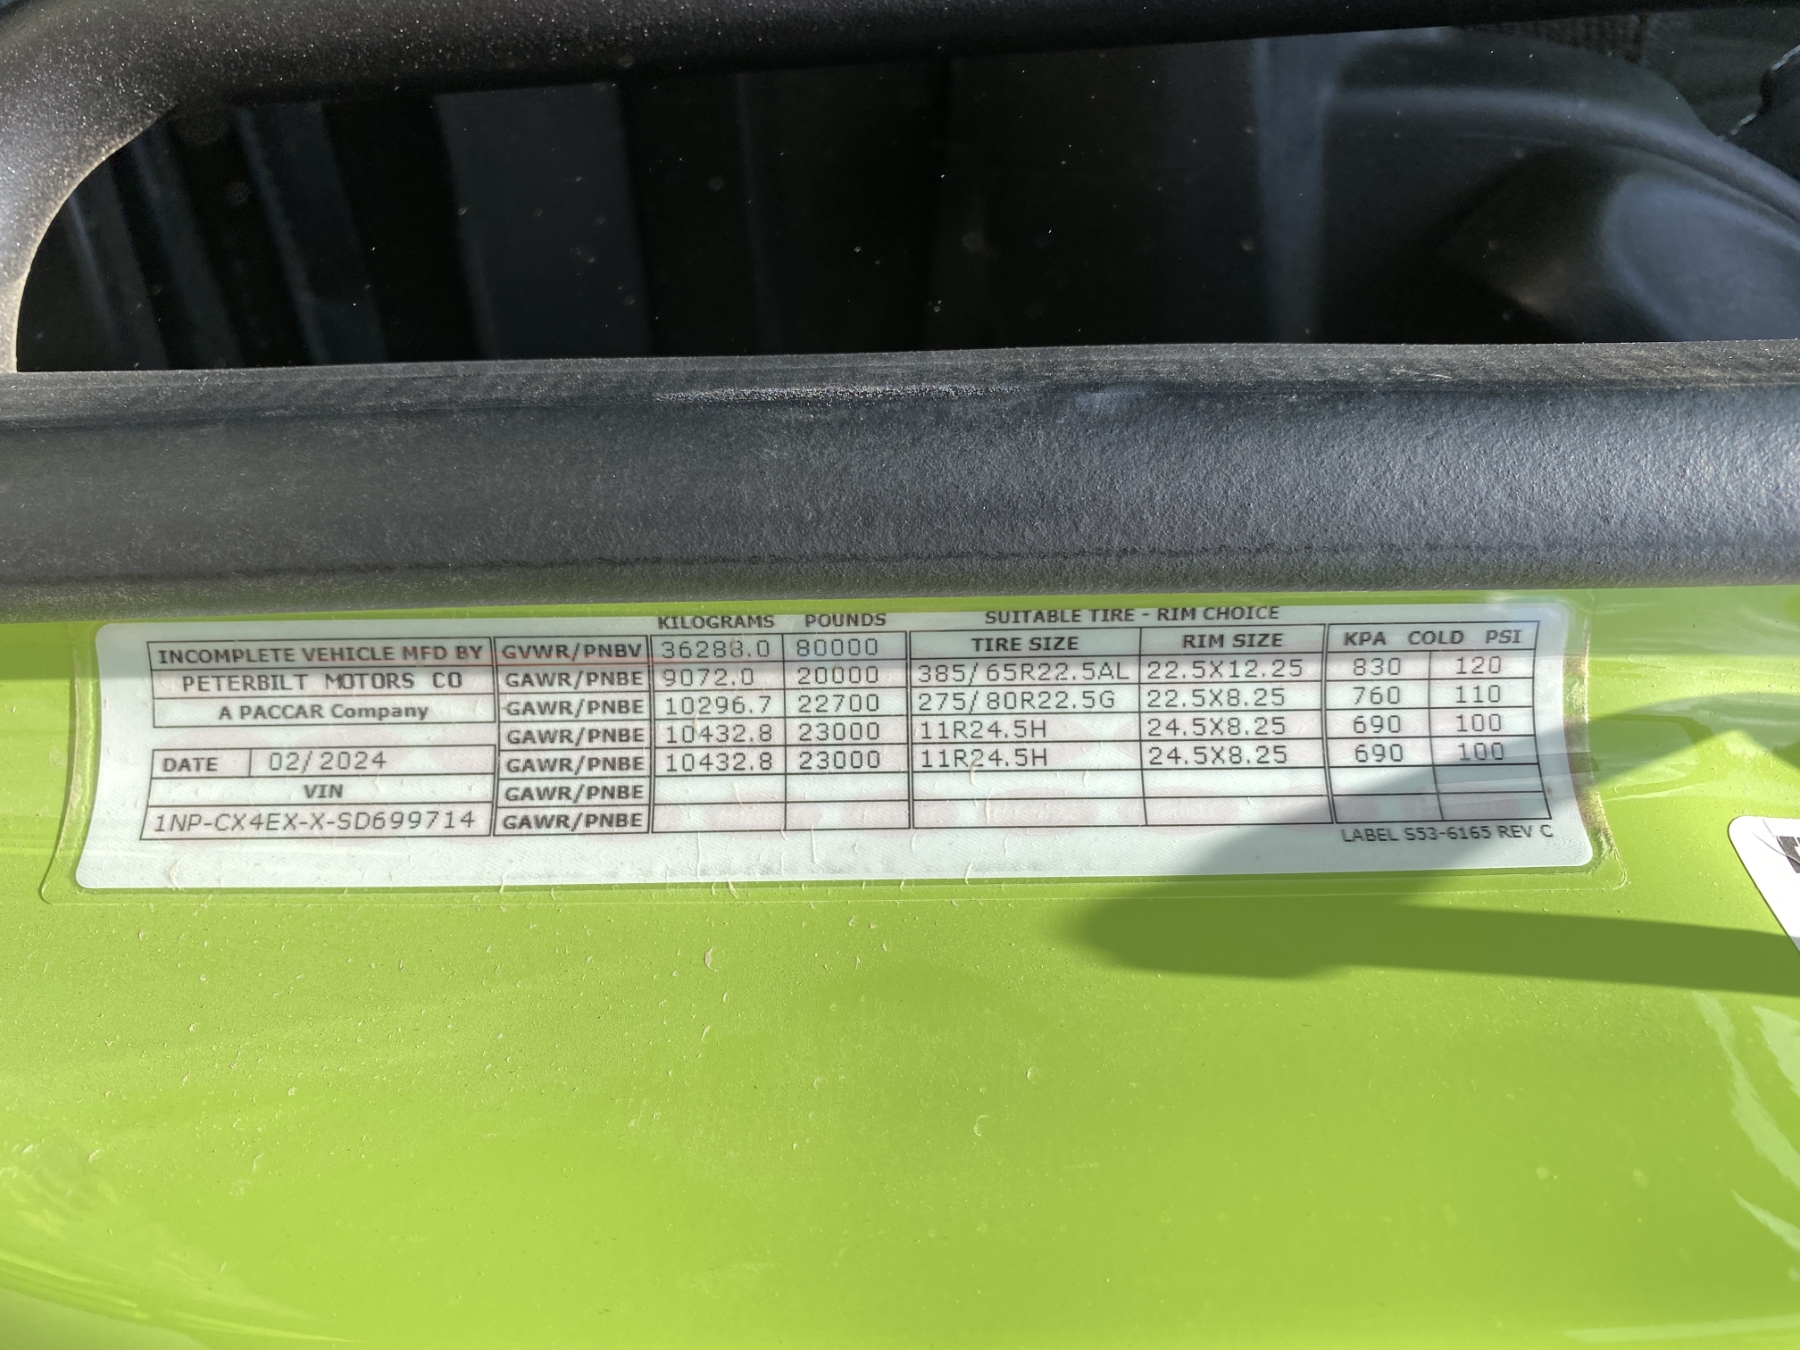 KILOGRAMS POUNDS SUITABLE TIRE - RIM CHOICE
INCOMPLETE VEHICLE MFD BY GVWR/PNBV 36288.0 80000 TIRE SIZE RIM SIZE KPA COLD PSI
PETERBILT MOTORS CO GAWR/PNBE 9072.0 20000 385/65R22.5AL 22.5X12.25 830 120
A PACCAR Company GAWR/PNBE 10296.7 22700 275/80R22.5G 22.5X8.25 760 110
GAWR/PNBE 10432.8 23000 11R24.5H 24.5X8.25 690 100
DATE 02/2024 GAWR/PNBE 10432.8 23000 11R24.5H 24.5X8.25 690 100
VIN GAWR/PNBE
1NP-CX4EX-X-SD699714 GAWR/PNBE
LABEL S53-6165 REV C